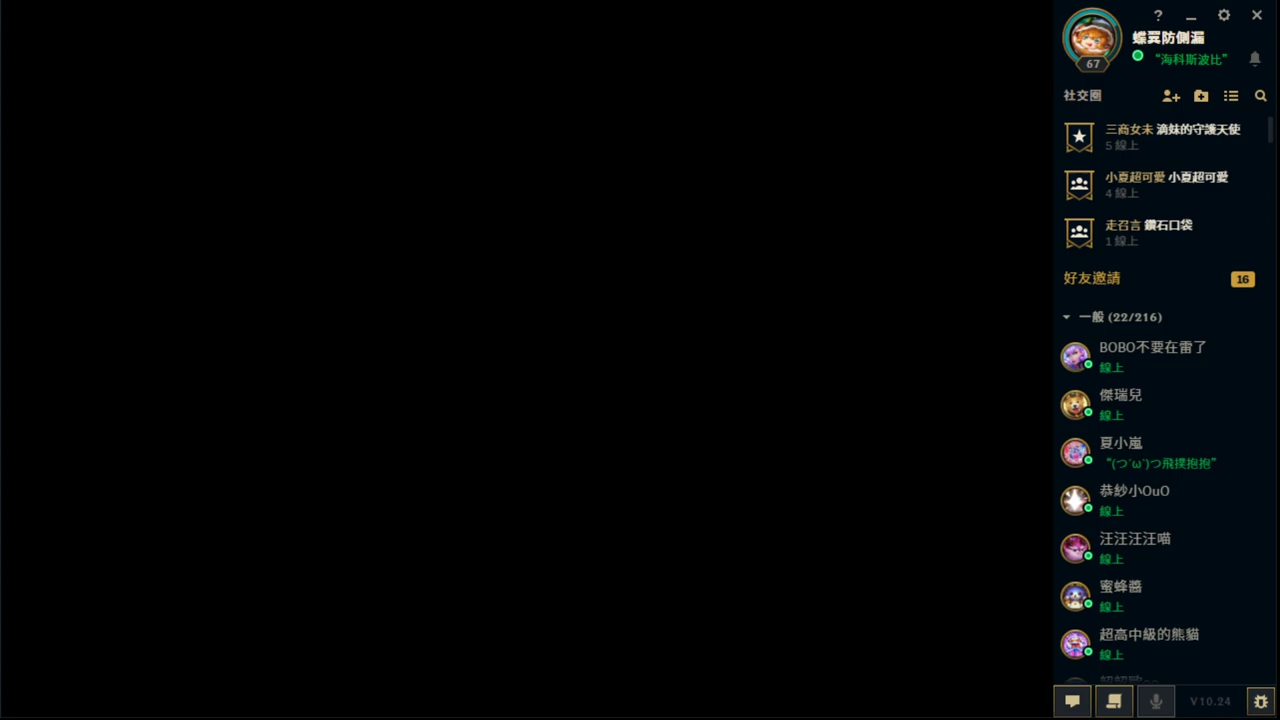 蝶翼防側漏
67
“海科斯波比”
社交圈
三商女未 滴妹的守護天使
5 線上
小夏超可愛 小夏超可愛
4 線上
走召言 鑽石口袋
1 線上
好友邀請 16
一般 (22/216)
BOBO不要在雷了
線上
傑瑞兒
線上
夏小嵐
“(つ´ω`)つ飛撲抱抱”
恭紗小OuO
線上
汪汪汪汪喵
線上
蜜蜂醬
線上
超高中級的熊貓
線上
V10.24